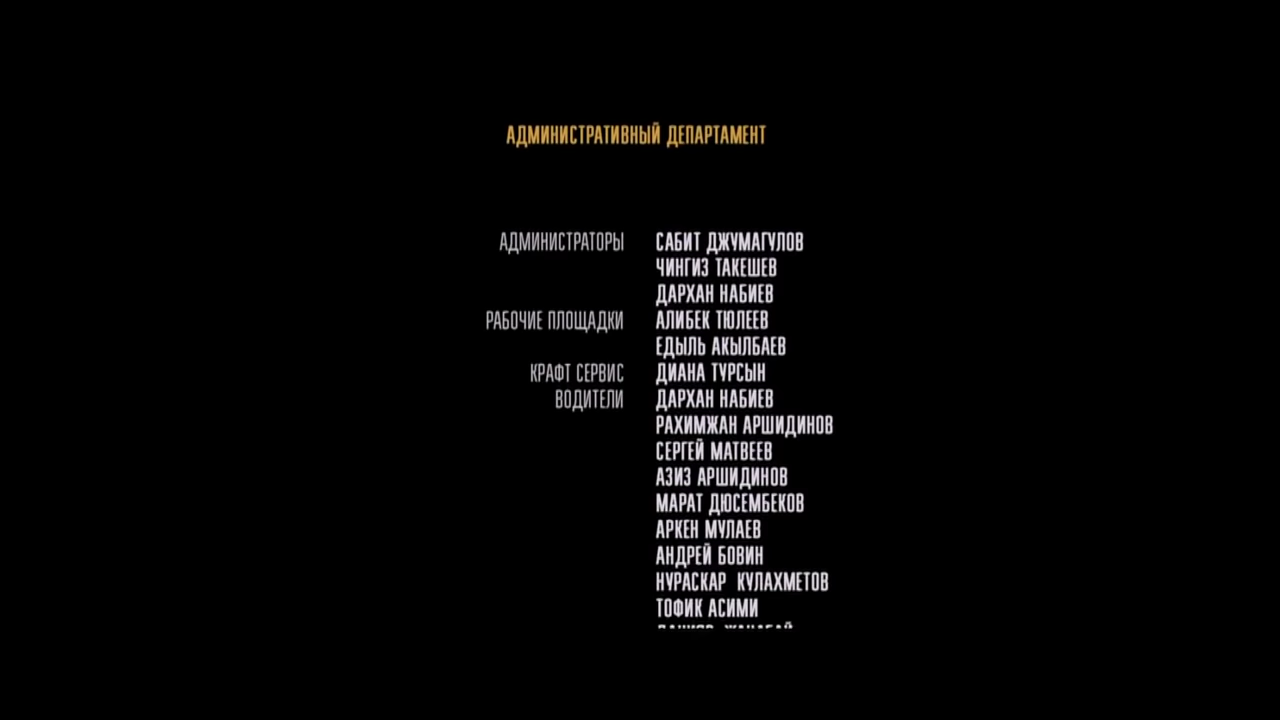 АДМИНИСТРАТИВНЫЙ ДЕПАРТАМЕНТ
АДМИНИСТРАТОРЫ САБИТ ДЖУМАГУЛОВ
ЧИНГИЗ ТАКЕШЕВ
ДАРХАН НАБИЕВ
РАБОЧИЕ ПЛОЩАДКИ АЛИБЕК ТЮЛЕЕВ
ЕДЫЛЬ АКЫЛБАЕВ
КРАФТ СЕРВИС ДИАНА ТУРСЫН
ВОДИТЕЛИ ДАРХАН НАБИЕВ
РАХИМЖАН АРШИДИНОВ
СЕРГЕЙ МАТВЕЕВ
АЗИЗ АРШИДИНОВ
МАРАТ ДЮСЕМБЕКОВ
АРКЕН МУЛАЕВ
АНДРЕЙ БОВИН
НУРАСКАР КУЛАХМЕТОВ
ТОФИК АСИМИ